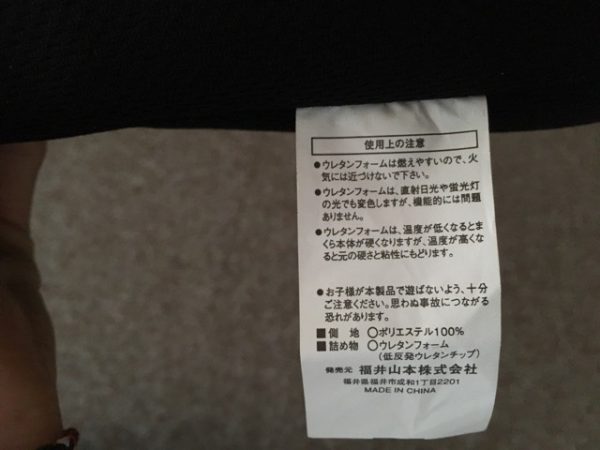 使用上の注意
●ウレタンフォームは燃えやすいので、火
気には近づけないで下さい。
●ウレタンフォームは、直射日光や蛍光灯
の光でも変色しますが、機能的には問題
ありません。
●ウレタンフォームは、温度が低くなるとま
くら本体が硬くなりますが、温度が高くな
ると元の硬さと粘性にもどります。
●お子様が本製品で遊ばないよう、十分
ご注意ください。思わぬ事故につながる
恐れがあります。
■側 地 ○ポリエステル100%
■詰め物 ○ウレタンフォーム
(低反発ウレタンチップ)
発売元 福井山本株式会社
福井県福井市成和1丁目2201
MADE IN CHINA